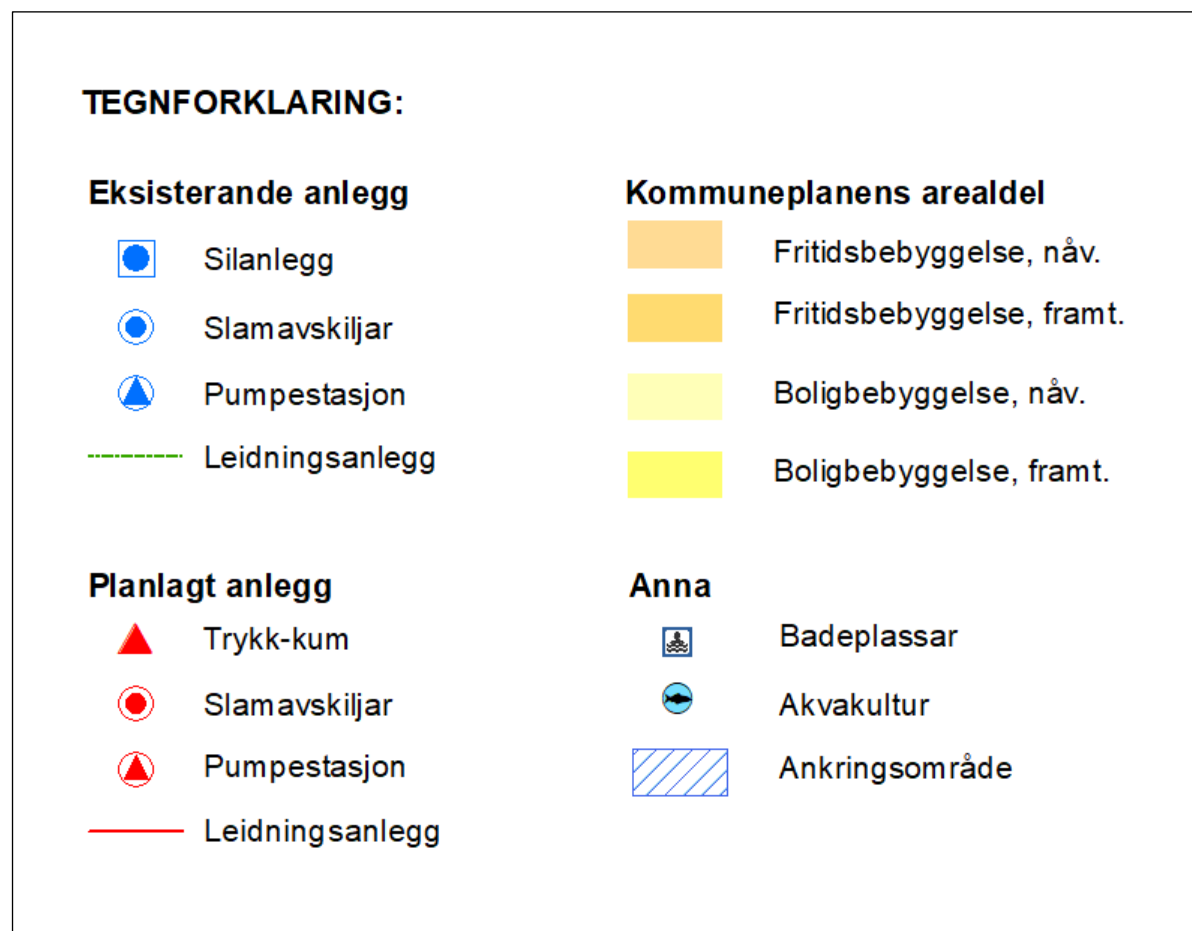 TEGNFORKLARING:
Eksisterande anlegg
Silanlegg
Slamavskiljar
Pumpestasjon
Leidningsanlegg
Kommuneplanens arealdel
Fritidsbebyggelse, nåv.
Fritidsbebyggelse, framt.
Boligbebyggelse, nåv.
Boligbebyggelse, framt.
Planlagt anlegg
Trykk-kum
Slamavskiljar
Pumpestasjon
Leidningsanlegg
Anna
Badeplassar
Akvakultur
Ankringsområde